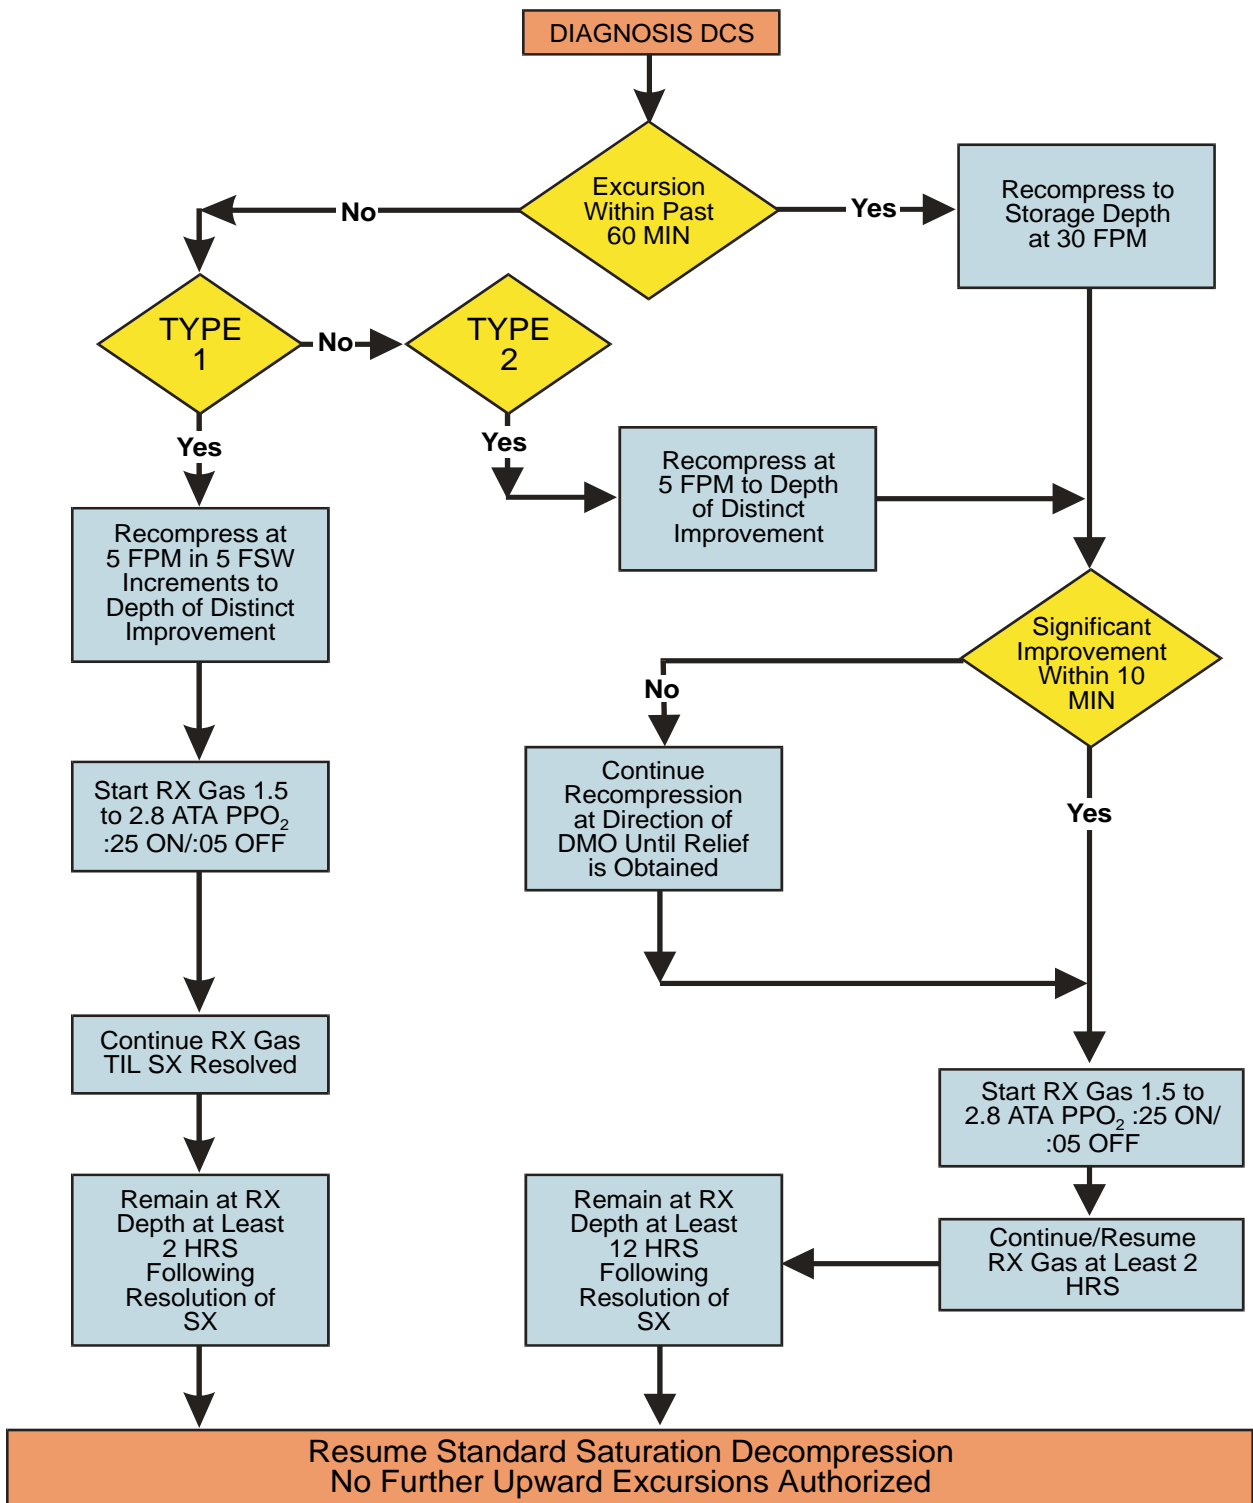 DIAGNOSIS DCS
Excursion
Within Past
60 MIN
No
Yes
Recompress to
Storage Depth
at 30 FPM
TYPE
1
No
TYPE
2
Yes
Yes
Recompress at
5 FPM to Depth
of Distinct
Improvement
Recompress at
5 FPM in 5 FSW
Increments to
Depth of Distinct
Improvement
Significant
Improvement
Within 10
MIN
No
Yes
Continue
Recompression
at Direction of
DMO Until Relief
is Obtained
Start RX Gas 1.5
to 2.8 ATA PPO₂
:25 ON/:05 OFF
Continue RX Gas
TIL SX Resolved
Start RX Gas 1.5 to
2.8 ATA PPO₂ :25 ON/
:05 OFF
Remain at RX
Depth at Least
2 HRS
Following
Resolution of
SX
Remain at RX
Depth at Least
12 HRS
Following
Resolution of
SX
Continue/Resume
RX Gas at Least 2
HRS
Resume Standard Saturation Decompression
No Further Upward Excursions Authorized